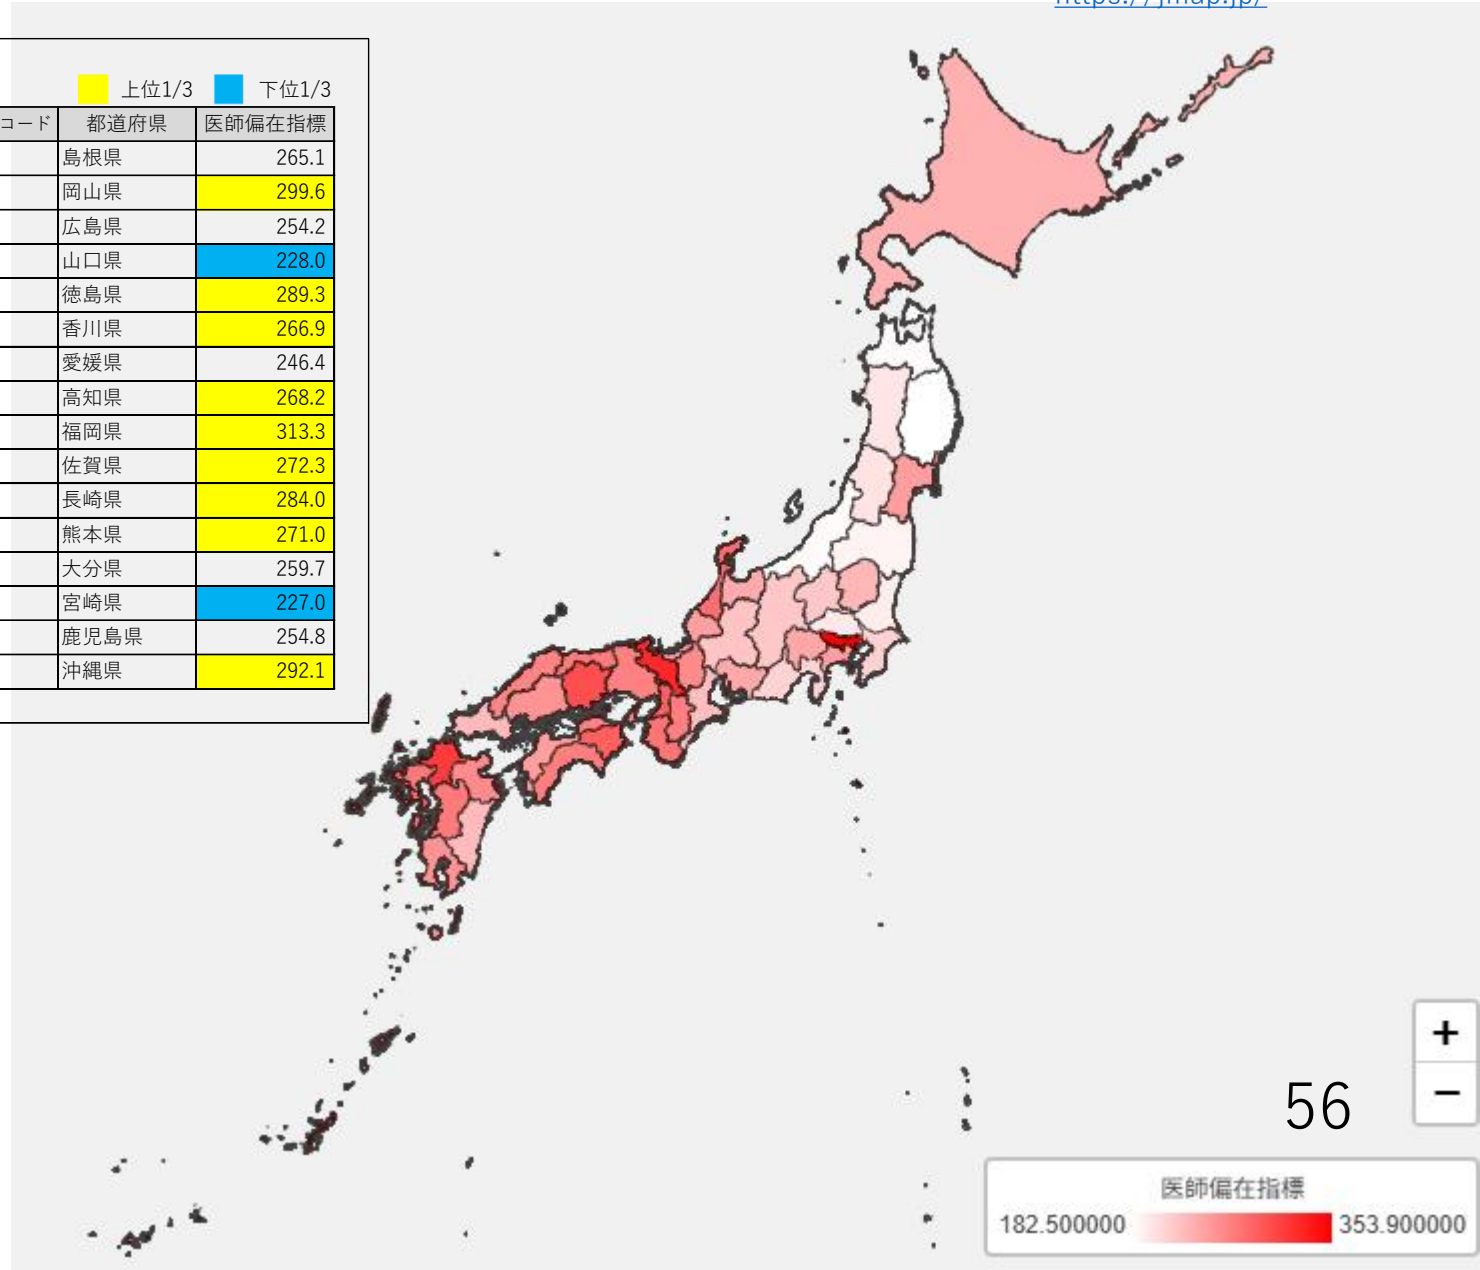 https://jmap.jp/
上位1/3 下位1/3
コード 都道府県 医師偏在指標
島根県 265.1
岡山県 299.6
広島県 254.2
山口県 228.0
徳島県 289.3
香川県 266.9
愛媛県 246.4
高知県 268.2
福岡県 313.3
佐賀県 272.3
長崎県 284.0
熊本県 271.0
大分県 259.7
宮崎県 227.0
鹿児島県 254.8
沖縄県 292.1
+
56
−
医師偏在指標
182.500000 353.900000